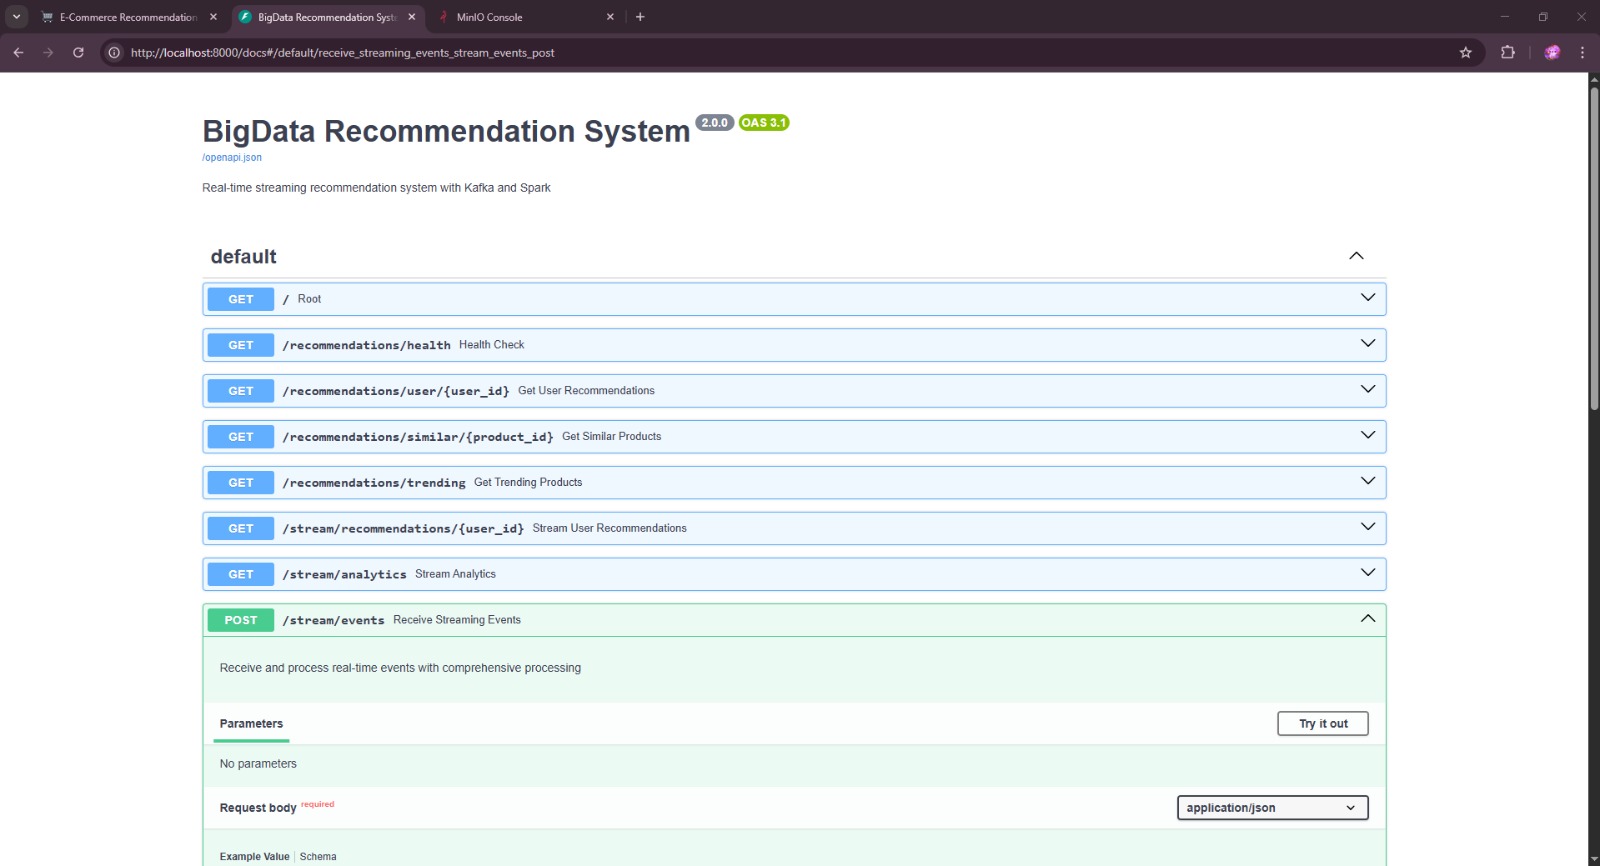 E-Commerce Recommendation
BigData Recommendation Syst
MinIO Console
http://localhost:8000/docs#/default/receive_streaming_events_stream_events_post
BigData Recommendation System 2.0.0 OAS 3.1
/openapi.json
Real-time streaming recommendation system with Kafka and Spark
default
GET / Root
GET /recommendations/health Health Check
GET /recommendations/user/{user_id} Get User Recommendations
GET /recommendations/similar/{product_id} Get Similar Products
GET /recommendations/trending Get Trending Products
GET /stream/recommendations/{user_id} Stream User Recommendations
GET /stream/analytics Stream Analytics
POST /stream/events Receive Streaming Events
Receive and process real-time events with comprehensive processing
Parameters
Try it out
No parameters
Request body required
application/json
Example Value Schema